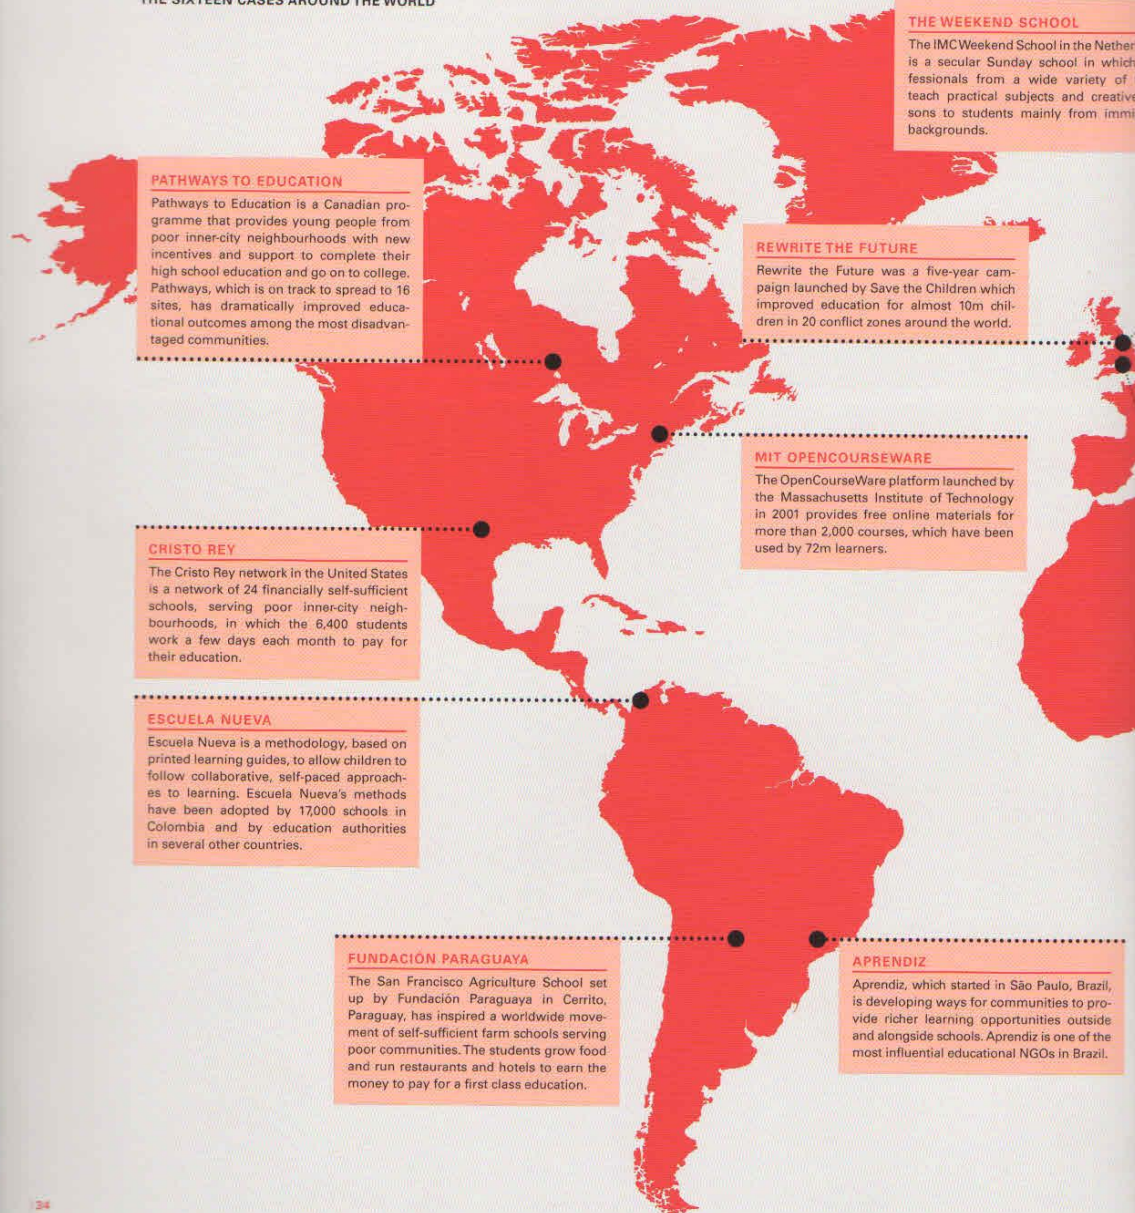 THE SIXTEEN CASES AROUND THE WORLD
THE WEEKEND SCHOOL
The IMC Weekend School in the Nether
is a secular Sunday school in which
fessionals from a wide variety of
teach practical subjects and creative
sons to students mainly from immi
backgrounds.
PATHWAYS TO EDUCATION
Pathways to Education is a Canadian pro-
gramme that provides young people from
poor inner-city neighbourhoods with new
incentives and support to complete their
high school education and go on to college.
Pathways, which is on track to spread to 16
sites, has dramatically improved educa-
tional outcomes among the most disadvan-
taged communities.
REWRITE THE FUTURE
Rewrite the Future was a five-year cam-
paign launched by Save the Children which
improved education for almost 10m chil-
dren in 20 conflict zones around the world.
MIT OPENCOURSEWARE
The OpenCourseWare platform launched by
the Massachusetts Institute of Technology
in 2001 provides free online materials for
more than 2,000 courses, which have been
used by 72m learners.
CRISTO REY
The Cristo Rey network in the United States
is a network of 24 financially self-sufficient
schools, serving poor inner-city neigh-
bourhoods, in which the 6,400 students
work a few days each month to pay for
their education.
ESCUELA NUEVA
Escuela Nueva is a methodology, based on
printed learning guides, to allow children to
follow collaborative, self-paced approach-
es to learning. Escuela Nueva's methods
have been adopted by 17,000 schools in
Colombia and by education authorities
in several other countries.
FUNDACIÓN PARAGUAYA
The San Francisco Agriculture School set
up by Fundación Paraguaya in Cerrito,
Paraguay, has inspired a worldwide move-
ment of self-sufficient farm schools serving
poor communities. The students grow food
and run restaurants and hotels to earn the
money to pay for a first class education.
APRENDIZ
Aprendiz, which started in São Paulo, Brazil,
is developing ways for communities to pro-
vide richer learning opportunities outside
and alongside schools. Aprendiz is one of the
most influential educational NGOs in Brazil.
34